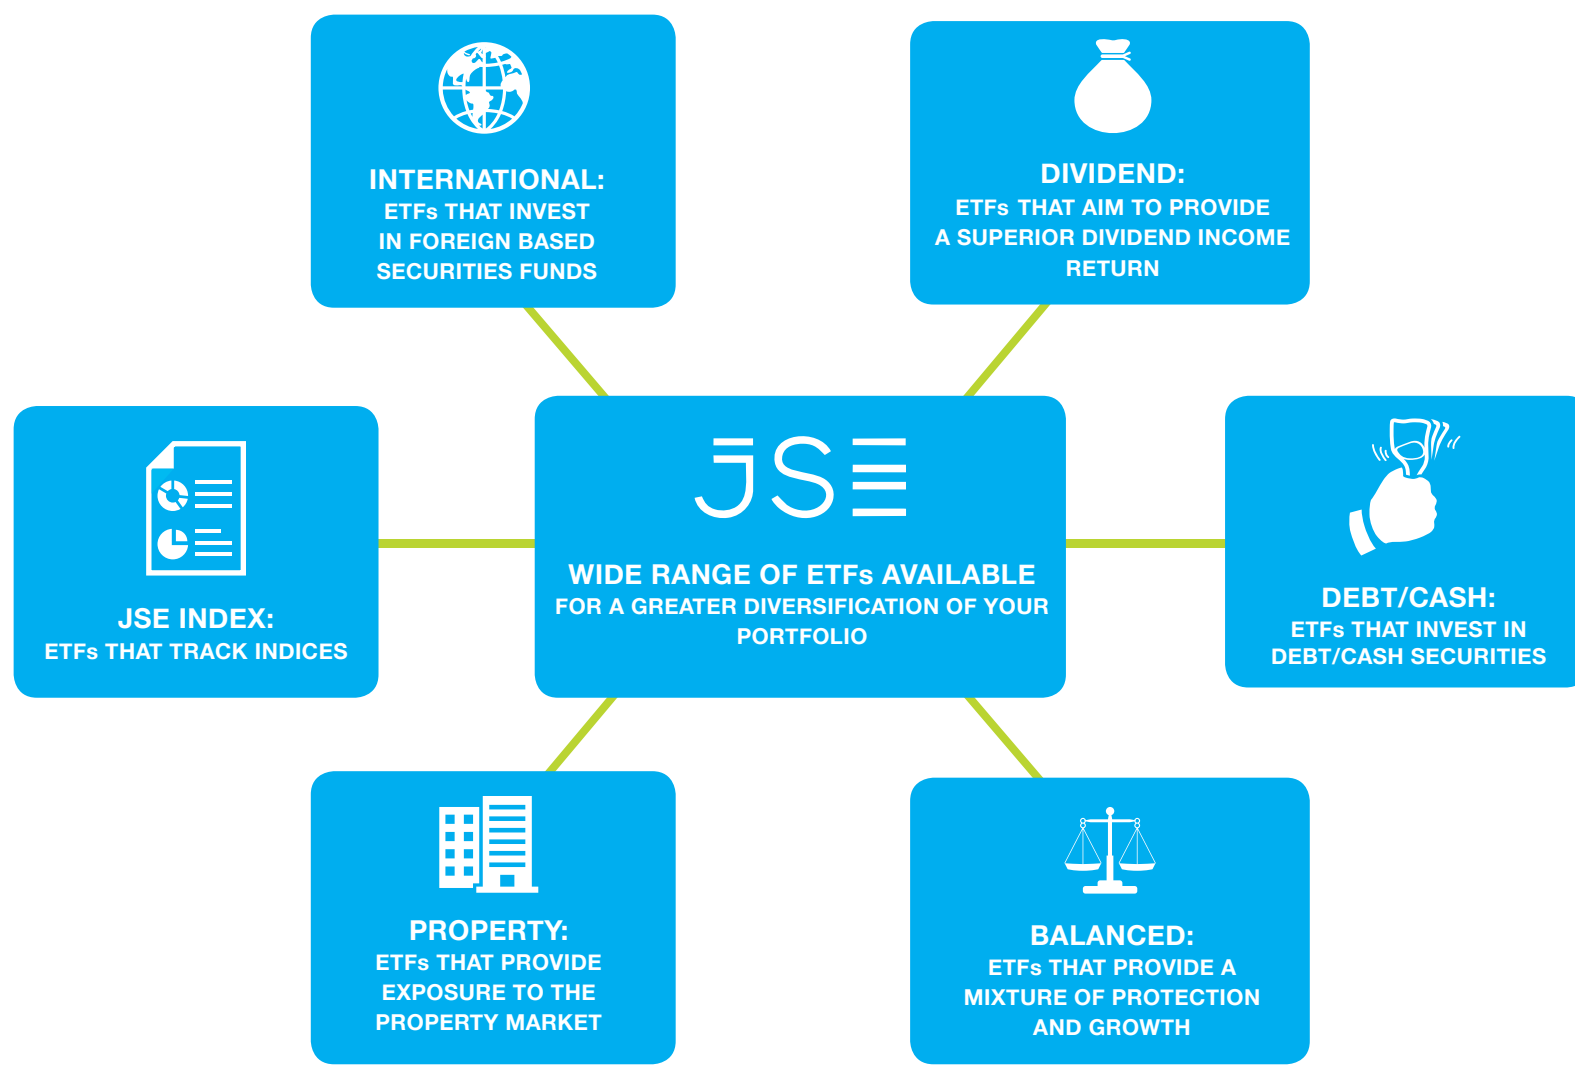 INTERNATIONAL:
ETFs THAT INVEST
IN FOREIGN BASED
SECURITIES FUNDS
DIVIDEND:
ETFs THAT AIM TO PROVIDE
A SUPERIOR DIVIDEND INCOME
RETURN
JSE INDEX:
ETFs THAT TRACK INDICES
JSE
WIDE RANGE OF ETFs AVAILABLE
FOR A GREATER DIVERSIFICATION OF YOUR
PORTFOLIO
DEBT/CASH:
ETFs THAT INVEST IN
DEBT/CASH SECURITIES
PROPERTY:
ETFs THAT PROVIDE
EXPOSURE TO THE
PROPERTY MARKET
BALANCED:
ETFs THAT PROVIDE A
MIXTURE OF PROTECTION
AND GROWTH